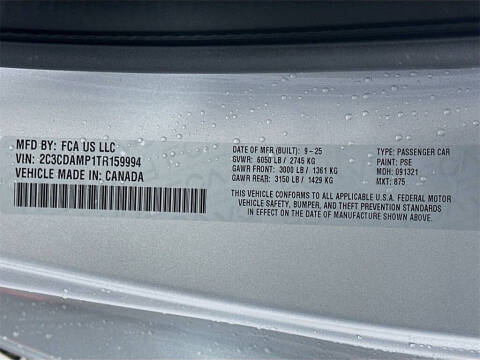 MFD BY: FCA US LLC
VIN: 2C3CDAMP1TR159994
VEHICLE MADE IN: CANADA
DATE OF MFR (BUILT): 9-25
GVWR: 6050 LB / 2745 KG
GAWR FRONT: 3000 LB / 1361 KG
GAWR REAR: 3150 LB / 1429 KG
TYPE: PASSENGER CAR
PAINT: PSE
MDH: 091321
MXT: 875
THIS VEHICLE CONFORMS TO ALL APPLICABLE U.S.A. FEDERAL MOTOR
VEHICLE SAFETY, BUMPER, AND THEFT PREVENTION STANDARDS
IN EFFECT ON THE DATE OF MANUFACTURE SHOWN ABOVE.